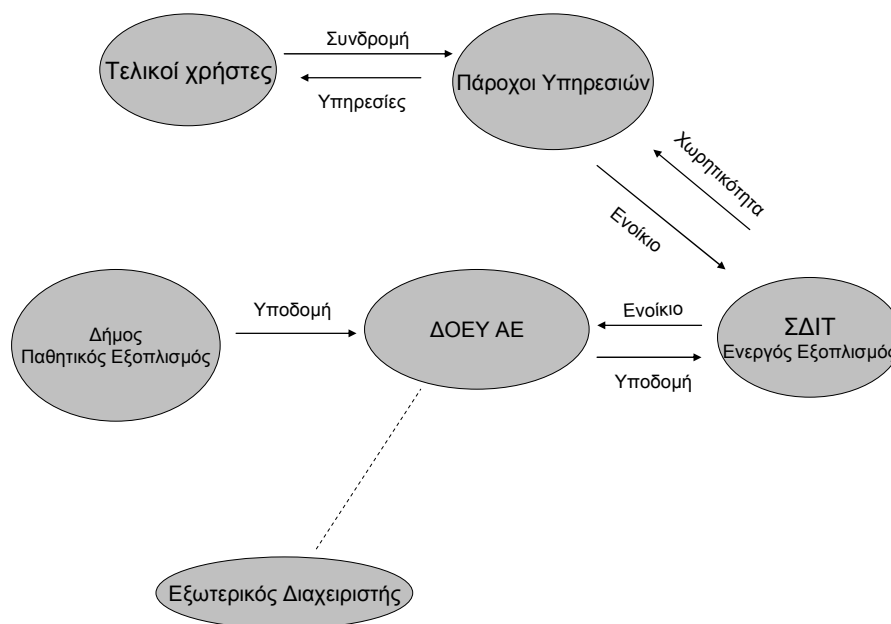 Συνδρομή
Τελικοί χρήστες
Πάροχοι Υπηρεσιών
Υπηρεσίες
Χωρητικότητα
Ενοίκιο
Υποδομή
Δήμος
Παθητικός Εξοπλισμός
ΔΟΕΥ ΑΕ
Ενοίκιο
Υποδομή
ΣΔΙΤ
Ενεργός Εξοπλισμός
Εξωτερικός Διαχειριστής